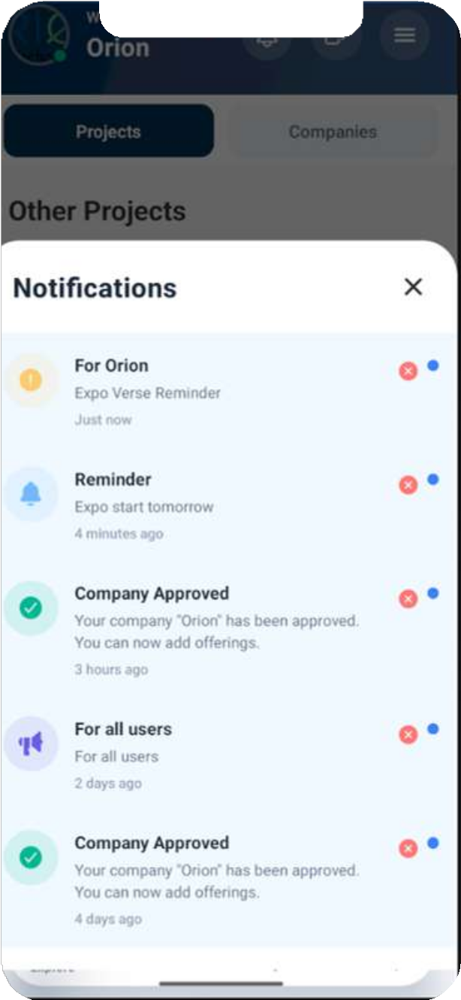 Orion
Projects
Companies
Other Projects
Notifications
For Orion
Expo Verse Reminder
Just now
Reminder
Expo start tomorrow
4 minutes ago
Company Approved
Your company "Orion" has been approved.
You can now add offerings.
3 hours ago
For all users
For all users
2 days ago
Company Approved
Your company "Orion" has been approved.
You can now add offerings.
4 days ago